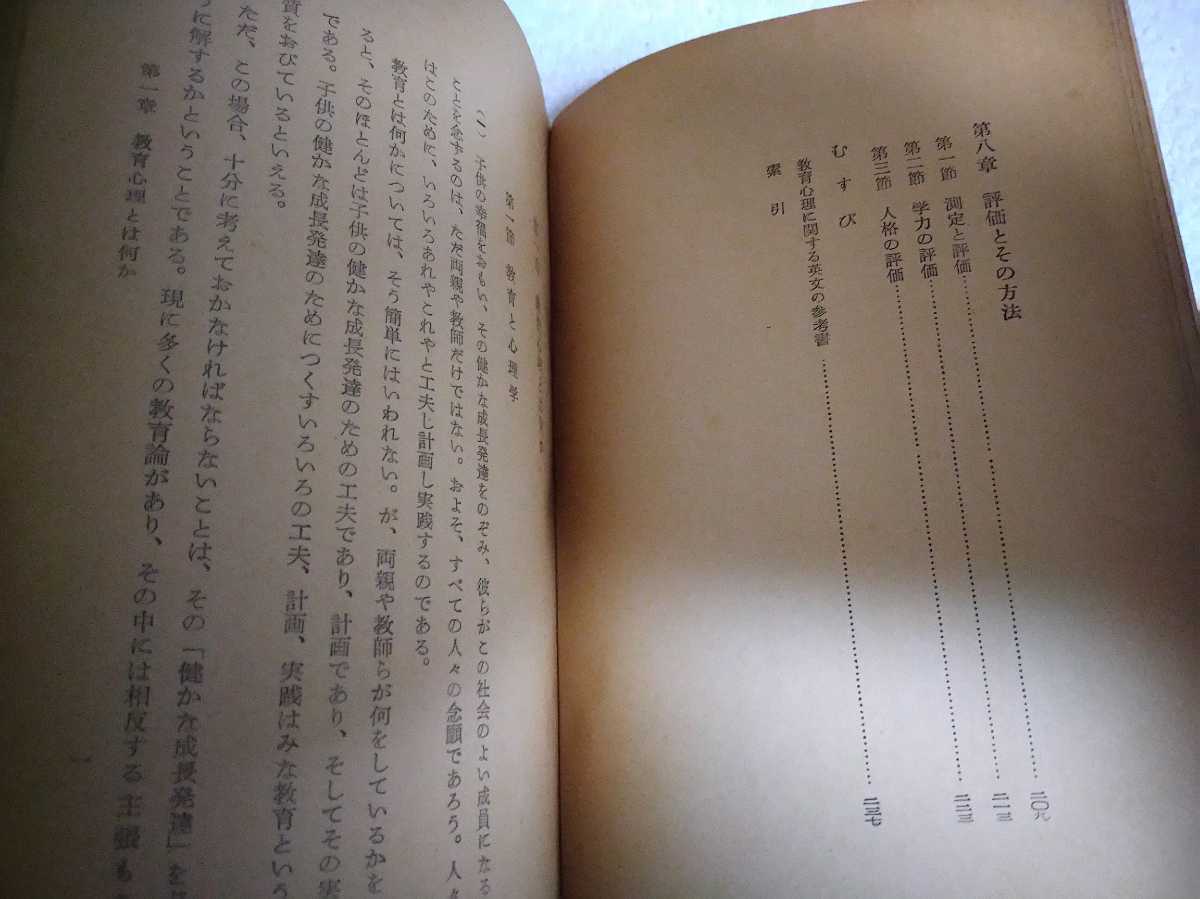 第八章　評価とその方法
第一節　測定と評価……二〇九
第二節　学力の評価……二一三
第三節　人格の評価……二二三
むすび
教育心理に関する英文の参考書……二三七
索引
第一節　教育と心理学
(一)　子供の幸福をおもい、その健かな成長発達をのぞみ、彼らがこの社会のよい成員になる
ことを念ずるのは、ただ両親や教師だけではない。およそ、すべての人々の念願であろう。人々
はこのために、いろいろあれやこれやと工夫し計画し実践するのである。
教育とは何かについては、そう簡単にはいわれない。が、両親や教師らが何をしているかを
ると、そのほとんどは子供の健かな成長発達のための工夫であり、計画であり、そしてその実
である。子供の健かな成長発達のためにつくすいろいろの工夫、計画、実践はみな教育という
質をおびているといえる。
ただ、この場合、十分に考えておかなければならないことは、その「健かな成長発達」を
うに解するかということである。現に多くの教育論があり、その中には相反する主張も
第一章　教育心理とは何か
一